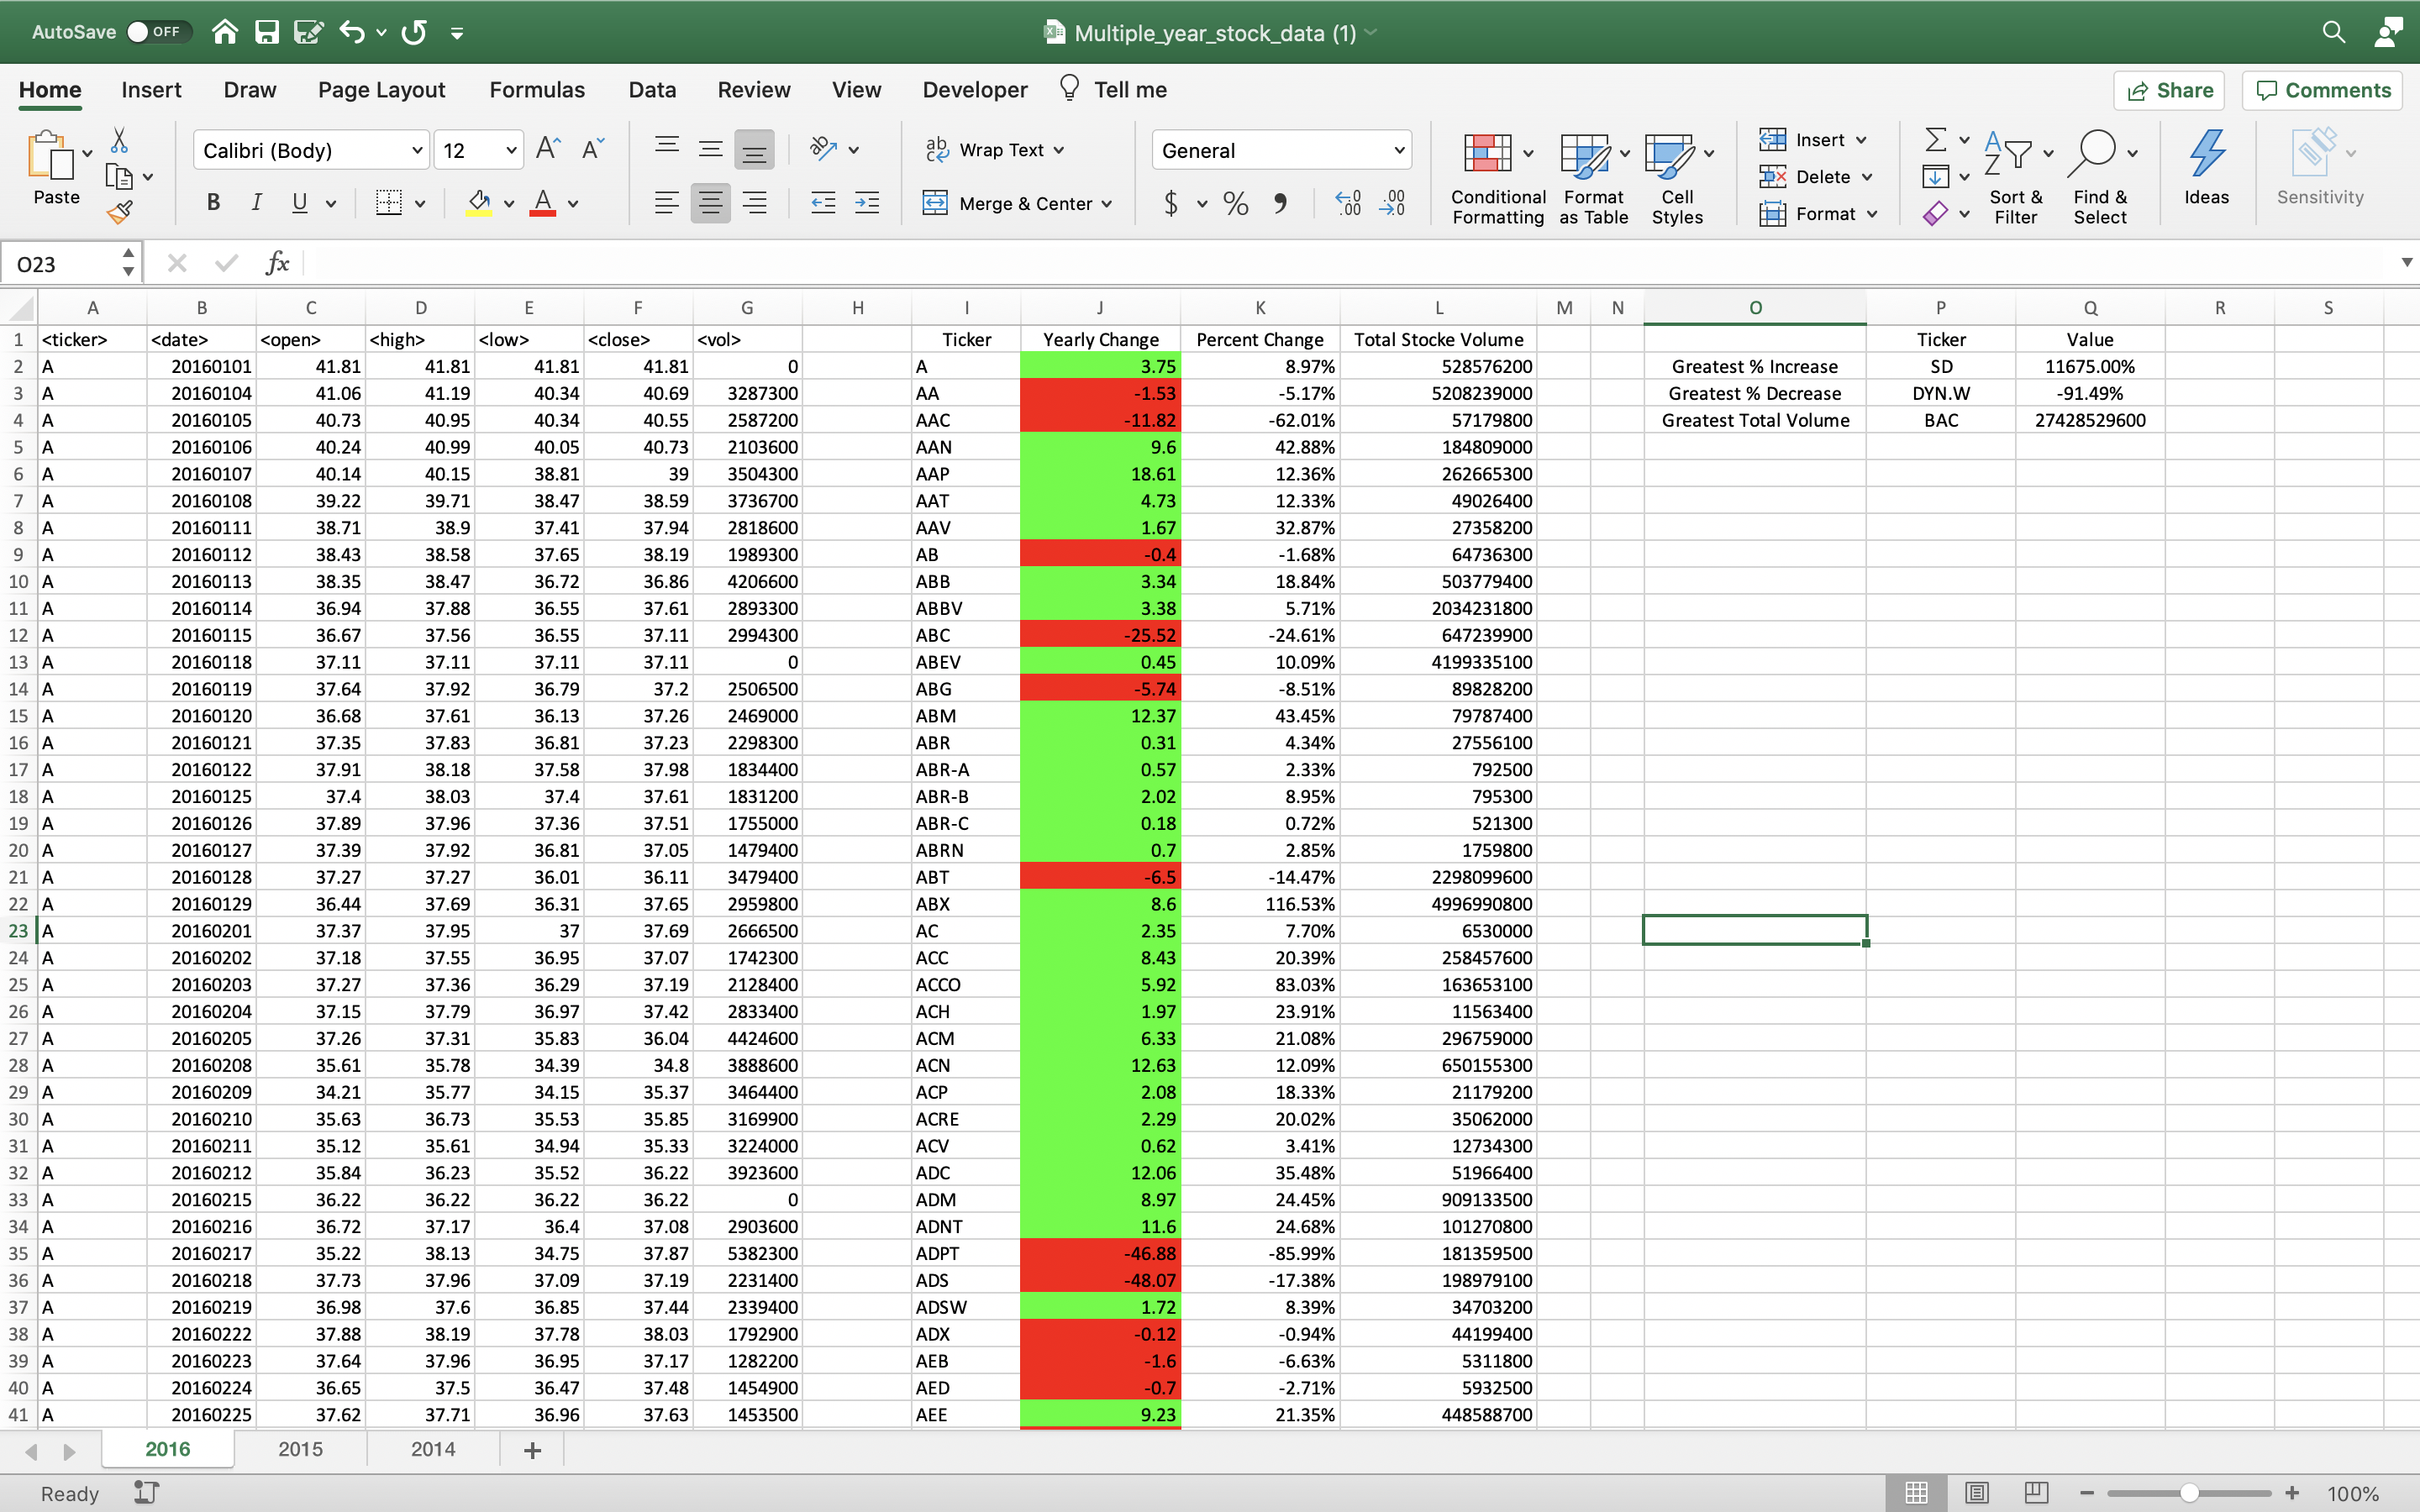 AutoSave OFF Multiple_year_stock_data (1)
Home Insert Draw Page Layout Formulas Data Review View Developer Tell me Share Comments
Paste Calibri (Body) 12 Wrap Text General Conditional Formatting Format as Table Cell Styles Insert Sort & Filter Find & Select Ideas Sensitivity
B I U A Merge & Center $ % Delete
Format
O23 fx
A B C D E F G H I J K L M N O P Q R S
1 <ticker> <date> <open> <high> <low> <close> <vol> Ticker Yearly Change Percent Change Total Stocke Volume Ticker Value
2 A 20160101 41.81 41.81 41.81 41.81 0 A 3.75 8.97% 528576200 Greatest % Increase SD 11675.00%
3 A 20160104 41.06 41.19 40.34 40.69 3287300 AA -1.53 -5.17% 5208239000 Greatest % Decrease DYN.W -91.49%
4 A 20160105 40.73 40.95 40.34 40.55 2587200 AAC -11.82 -62.01% 57179800 Greatest Total Volume BAC 27428529600
5 A 20160106 40.24 40.99 40.05 40.73 2103600 AAN 9.6 42.88% 184809000
6 A 20160107 40.14 40.15 38.81 39 3504300 AAP 18.61 12.36% 262665300
7 A 20160108 39.22 39.71 38.47 38.59 3736700 AAT 4.73 12.33% 49026400
8 A 20160111 38.71 38.9 37.41 37.94 2818600 AAV 1.67 32.87% 27358200
9 A 20160112 38.43 38.58 37.65 38.19 1989300 AB -0.4 -1.68% 64736300
10 A 20160113 38.35 38.47 36.72 36.86 4206600 ABB 3.34 18.84% 503779400
11 A 20160114 36.94 37.88 36.55 37.61 2893300 ABBV 3.38 5.71% 2034231800
12 A 20160115 36.67 37.56 36.55 37.11 2994300 ABC -25.52 -24.61% 647239900
13 A 20160118 37.11 37.11 37.11 37.11 0 ABEV 0.45 10.09% 4199335100
14 A 20160119 37.64 37.92 36.79 37.2 2506500 ABG -5.74 -8.51% 89828200
15 A 20160120 36.68 37.61 36.13 37.26 2469000 ABM 12.37 43.45% 79787400
16 A 20160121 37.35 37.83 36.81 37.23 2298300 ABR 0.31 4.34% 27556100
17 A 20160122 37.91 38.18 37.58 37.98 1834400 ABR-A 0.57 2.33% 792500
18 A 20160125 37.4 38.03 37.4 37.61 1831200 ABR-B 2.02 8.95% 795300
19 A 20160126 37.89 37.96 37.36 37.51 1755000 ABR-C 0.18 0.72% 521300
20 A 20160127 37.39 37.92 36.81 37.05 1479400 ABRN 0.7 2.85% 1759800
21 A 20160128 37.27 37.27 36.01 36.11 3479400 ABT -6.5 -14.47% 2298099600
22 A 20160129 36.44 37.69 36.31 37.65 2959800 ABX 8.6 116.53% 4996990800
23 A 20160201 37.37 37.95 37 37.69 2666500 AC 2.35 7.70% 6530000
24 A 20160202 37.18 37.55 36.95 37.07 1742300 ACC 8.43 20.39% 258457600
25 A 20160203 37.27 37.36 36.29 37.19 2128400 ACCO 5.92 83.03% 163653100
26 A 20160204 37.15 37.79 36.97 37.42 2833400 ACH 1.97 23.91% 11563400
27 A 20160205 37.26 37.31 35.83 36.04 4424600 ACM 6.33 21.08% 296759000
28 A 20160208 35.61 35.78 34.39 34.8 3888600 ACN 12.63 12.09% 650155300
29 A 20160209 34.21 35.77 34.15 35.37 3464400 ACP 2.08 18.33% 21179200
30 A 20160210 35.63 36.73 35.53 35.85 3169900 ACRE 2.29 20.02% 35062000
31 A 20160211 35.12 35.61 34.94 35.33 3224000 ACV 0.62 3.41% 12734300
32 A 20160212 35.84 36.23 35.52 36.22 3923600 ADC 12.06 35.48% 51966400
33 A 20160215 36.22 36.22 36.22 36.22 0 ADM 8.97 24.45% 909133500
34 A 20160216 36.72 37.17 36.4 37.08 2903600 ADNT 11.6 24.68% 101270800
35 A 20160217 35.22 38.13 34.75 37.87 5382300 ADPT -46.88 -85.99% 181359500
36 A 20160218 37.73 37.96 37.09 37.19 2231400 ADS -48.07 -17.38% 198979100
37 A 20160219 36.98 37.6 36.85 37.44 2339400 ADSW 1.72 8.39% 34703200
38 A 20160222 37.88 38.19 37.78 38.03 1792900 ADX -0.12 -0.94% 44199400
39 A 20160223 37.64 37.96 36.95 37.17 1282200 AEB -1.6 -6.63% 5311800
40 A 20160224 36.65 37.5 36.47 37.48 1454900 AED -0.7 -2.71% 5932500
41 A 20160225 37.62 37.71 36.96 37.63 1453500 AEE 9.23 21.35% 448588700
2016 2015 2014 +
Ready 100%